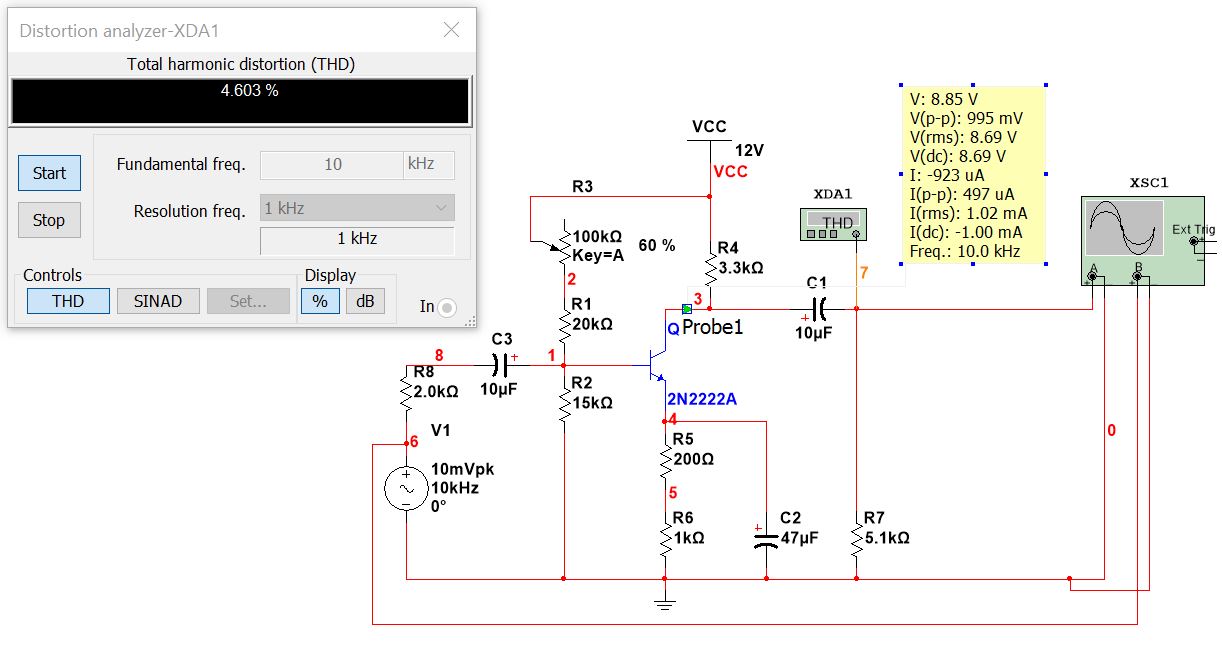 Distortion analyzer-XDA1
Total harmonic distortion (THD)
4.603 %
Start
Stop
Fundamental freq.
10
kHz
Resolution freq.
1 kHz
1 kHz
Controls
THD
SINAD
Set...
Display
%
dB
In
VCC
12V
VCC
R3
100kΩ
Key=A
60 %
2
R1
20kΩ
R4
3.3kΩ
XDA1
THD
V: 8.85 V
V(p-p): 995 mV
V(rms): 8.69 V
V(dc): 8.69 V
I: -923 uA
I(p-p): 497 uA
I(rms): 1.02 mA
I(dc): -1.00 mA
Freq.: 10.0 kHz
XSC1
Ext Trig
A
B
7
C1
10µF
3
Q
Probe1
C3
10µF
8
1
R8
2.0kΩ
R2
15kΩ
2N2222A
4
V1
6
10mVpk
10kHz
0°
R5
200Ω
5
R6
1kΩ
C2
47µF
R7
5.1kΩ
0